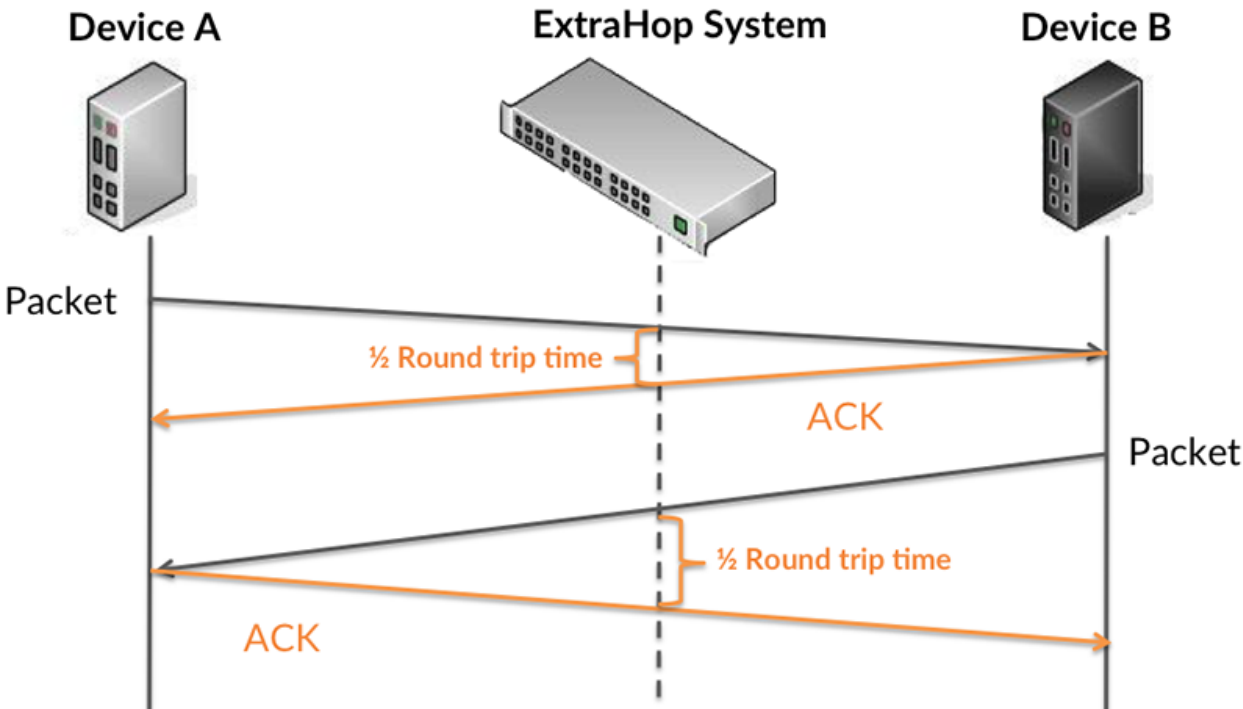 Device A
ExtraHop System
Device B
Packet
½ Round trip time
ACK
Packet
½ Round trip time
ACK